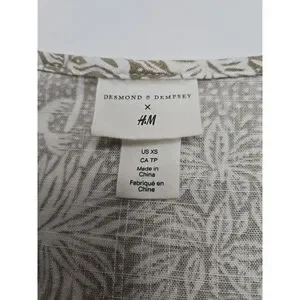 DESMOND & DEMPSEY
×
H&M
US XS
CA TP
Made in
China
Fabriqué en
Chine